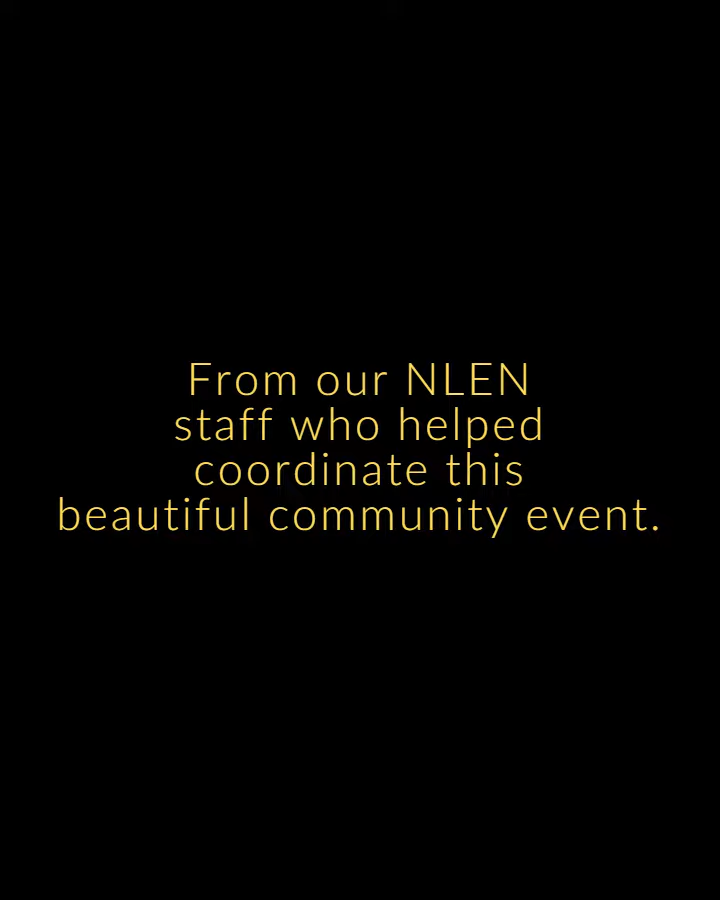 From our NLEN
staff who helped
coordinate this
beautiful community event.